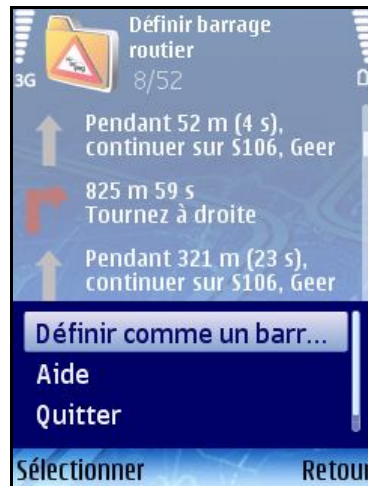 Définir barrage
routier
3G
8/52
Pendant 52 m (4 s),
continuer sur S106, Geer
825 m 59 s
Tournez à droite
Pendant 321 m (23 s),
continuer sur S106, Geer
Définir comme un barr...
Aide
Quitter
Sélectionner Retour